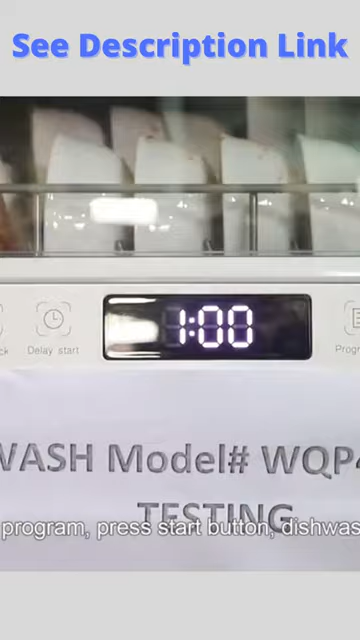 See Description Link
1:00
Delay start
WASH Model# WQP4
TESTING
program, press start button, dishwas